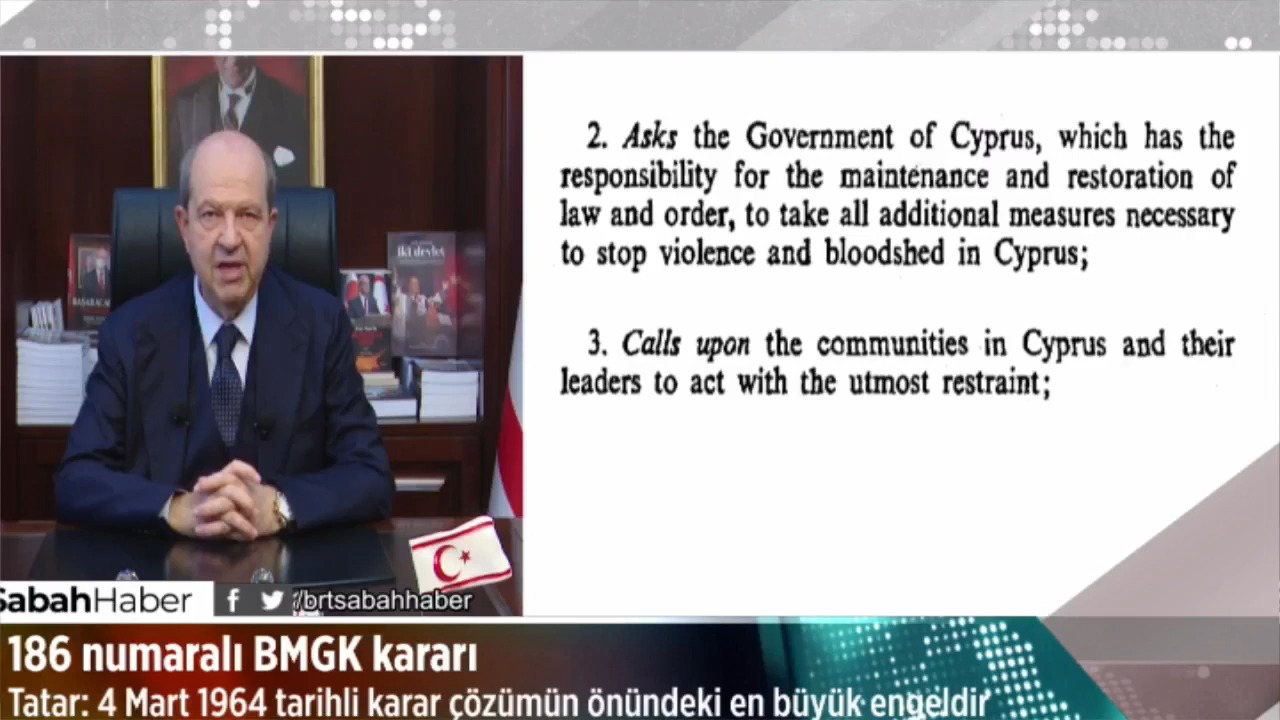 2. Asks the Government of Cyprus, which has the
responsibility for the maintenance and restoration of
law and order, to take all additional measures necessary
to stop violence and bloodshed in Cyprus;
3. Calls upon the communities in Cyprus and their
leaders to act with the utmost restraint;
iki devlet
SabahHaber f /brtsabahhaber
186 numaralı BMGK kararı
Tatar: 4 Mart 1964 tarihli karar çözümün önündeki en büyük engeldir